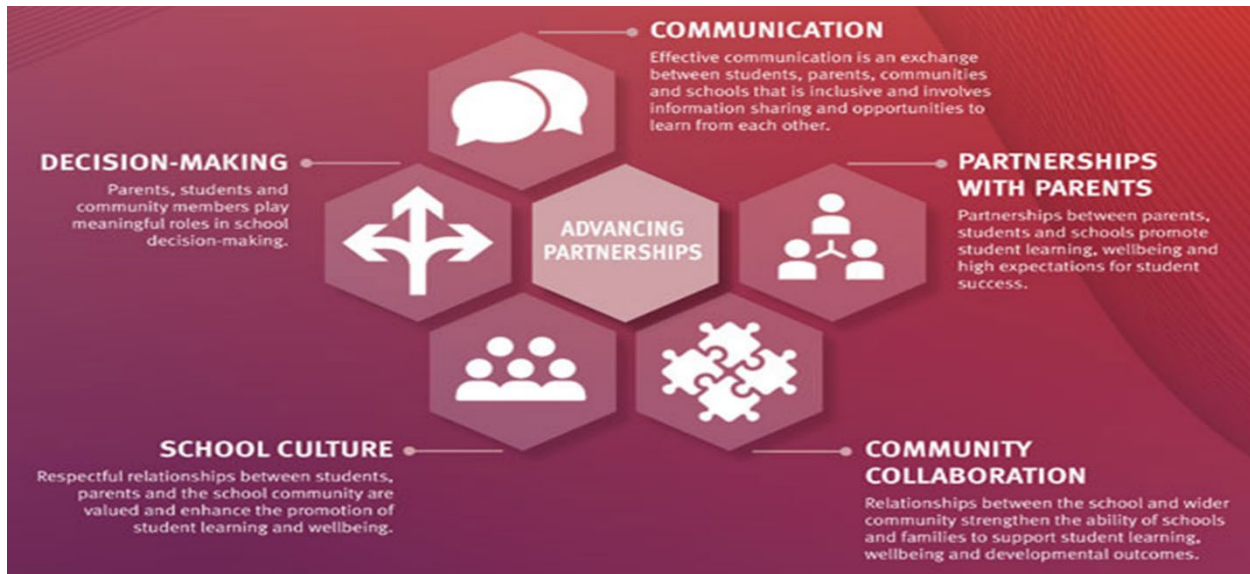 COMMUNICATION
Effective communication is an exchange
between students, parents, communities
and schools that is inclusive and involves
information sharing and opportunities to
learn from each other.
DECISION-MAKING
Parents, students and
community members play
meaningful roles in school
decision-making.
ADVANCING
PARTNERSHIPS
PARTNERSHIPS
WITH PARENTS
Partnerships between parents,
students and schools promote
student learning, wellbeing and
high expectations for student
success.
SCHOOL CULTURE
Respectful relationships between students,
parents and the school community are
valued and enhance the promotion of
student learning and wellbeing.
COMMUNITY
COLLABORATION
Relationships between the school and wider
community strengthen the ability of schools
and families to support student learning,
wellbeing and developmental outcomes.